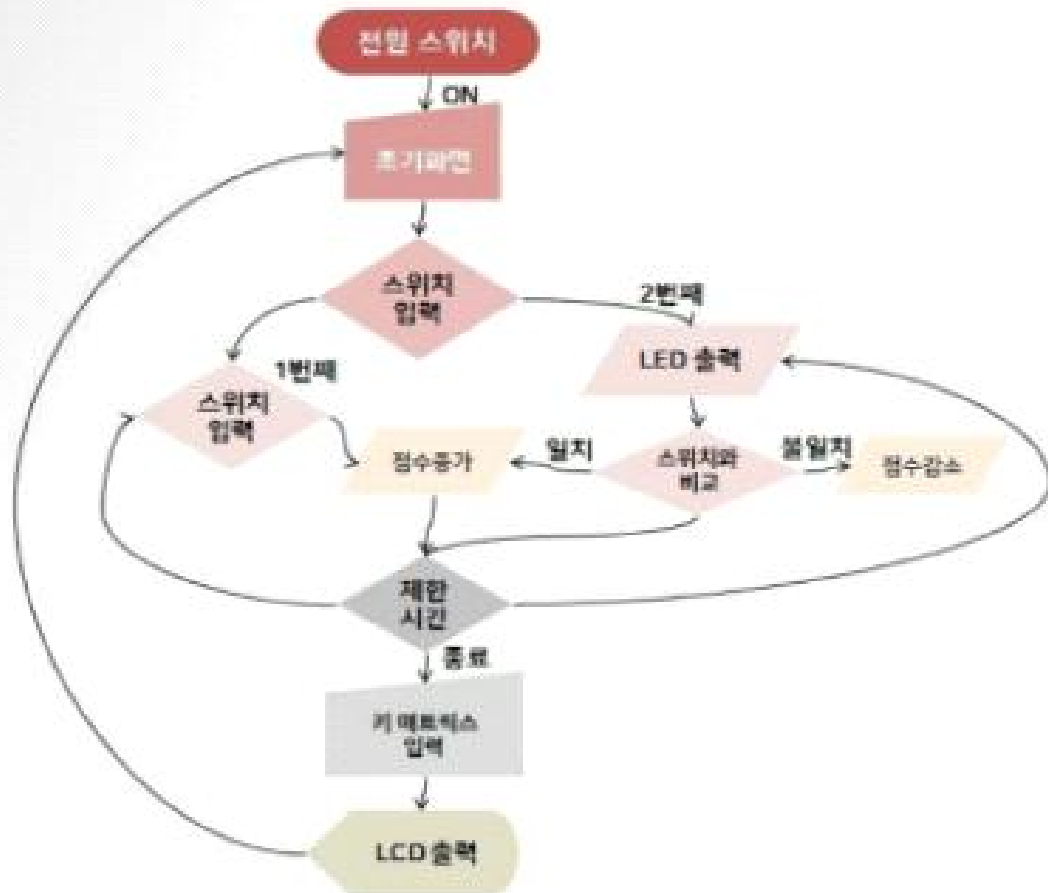 전원 스위치
ON
초기화면
스위치
입력
2번째
LED 출력
1번째
스위치
입력
점수증가
일치
스위치와
비교
불일치
점수감소
제한
시간
종료
키 매트릭스
입력
LCD 출력